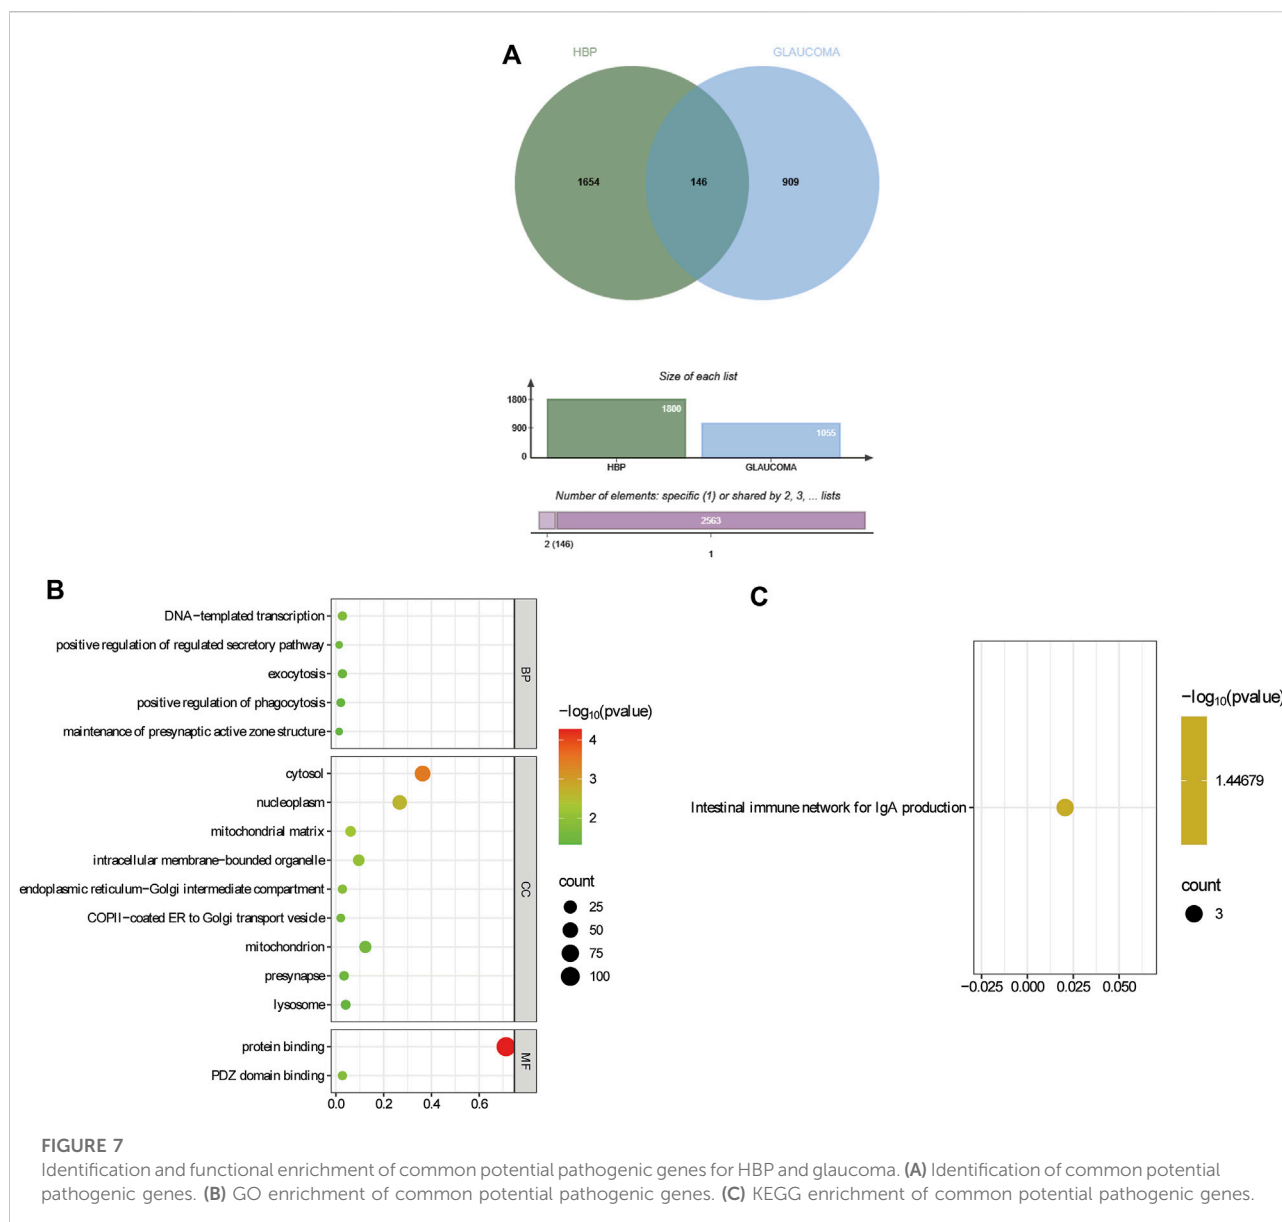 A
HBP
GLAUCOMA
1654
146
909
Size of each list
1800
900
0
1800
1055
HBP
GLAUCOMA
Number of elements: specific (1) or shared by 2, 3, ... lists
2563
2 (146)
1
B
DNA−templated transcription
positive regulation of regulated secretory pathway
exocytosis
positive regulation of phagocytosis
maintenance of presynaptic active zone structure
BP
cytosol
nucleoplasm
mitochondrial matrix
intracellular membrane−bounded organelle
endoplasmic reticulum−Golgi intermediate compartment
COPII−coated ER to Golgi transport vesicle
mitochondrion
presynapse
lysosome
CC
protein binding
PDZ domain binding
MF
0.0 0.2 0.4 0.6
−log₁₀(pvalue)
4
3
2
count
25
50
75
100
C
Intestinal immune network for IgA production
−0.025 0.000 0.025 0.050
−log₁₀(pvalue)
1.44679
count
3
FIGURE 7
Identification and functional enrichment of common potential pathogenic genes for HBP and glaucoma. (A) Identification of common potential
pathogenic genes. (B) GO enrichment of common potential pathogenic genes. (C) KEGG enrichment of common potential pathogenic genes.